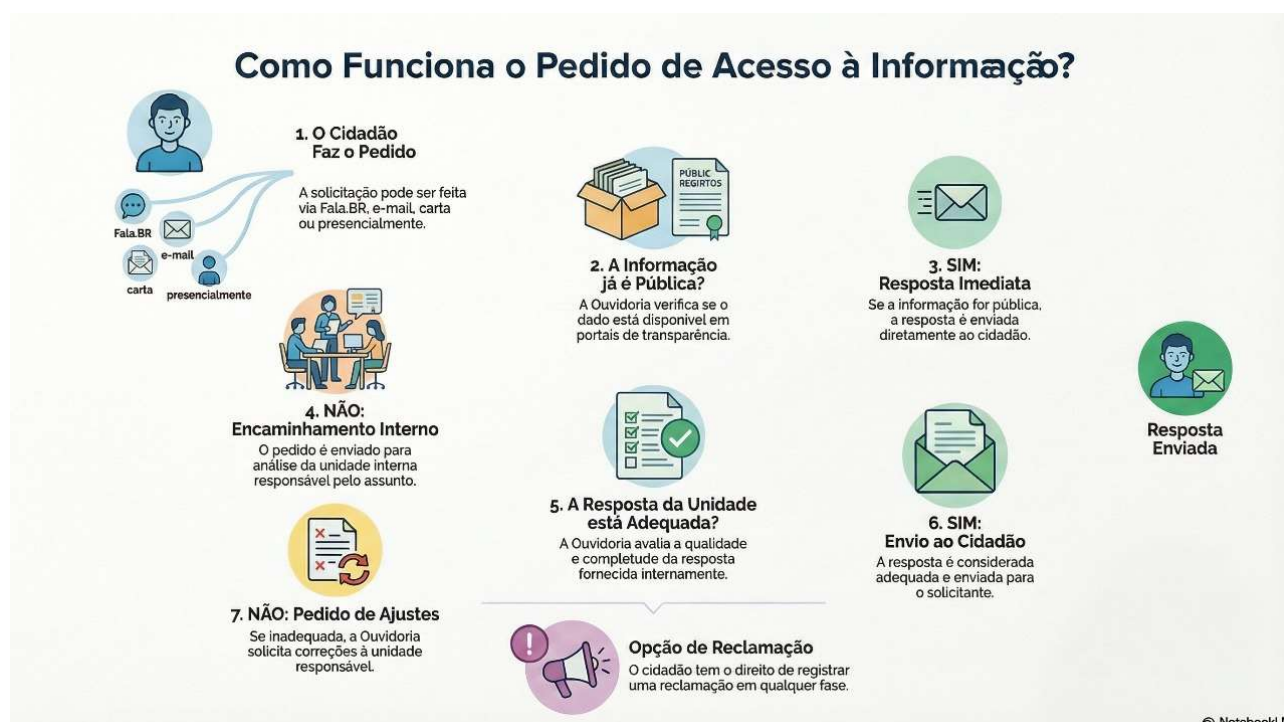 Como Funciona o Pedido de Acesso à Informaação?
1. O Cidadão
Faz o Pedido
A solicitação pode ser feita
via Fala.BR, e-mail, carta
ou presencialmente.
Fala.BR
e-mail
carta
presencialmente
PÚBLIC
REGIRTOS
2. A Informação
já é Pública?
A Ouvidoria verifica se o
dado está disponivel em
portais de transparência.
3. SIM:
Resposta Imediata
Se a informação for pública,
a resposta é enviada
diretamente ao cidadão.
4. NÃO:
Encaminhamento Interno
O pedido é enviado para
análise da unidade interna
responsável pelo assunto.
5. A Resposta da Unidade
está Adequada?
A Ouvidoria avalia a qualidade
e completude da resposta
fornecida internamente.
6. SIM:
Envio ao Cidadão
A resposta é considerada
adequada e enviada para
o solicitante.
Resposta
Enviada
7. NÃO: Pedido de Ajustes
Se inadequada, a Ouvidoria
solicita correções à unidade
responsável.
Opção de Reclamação
O cidadão tem o direito de registrar
uma reclamação em qualquer fase.